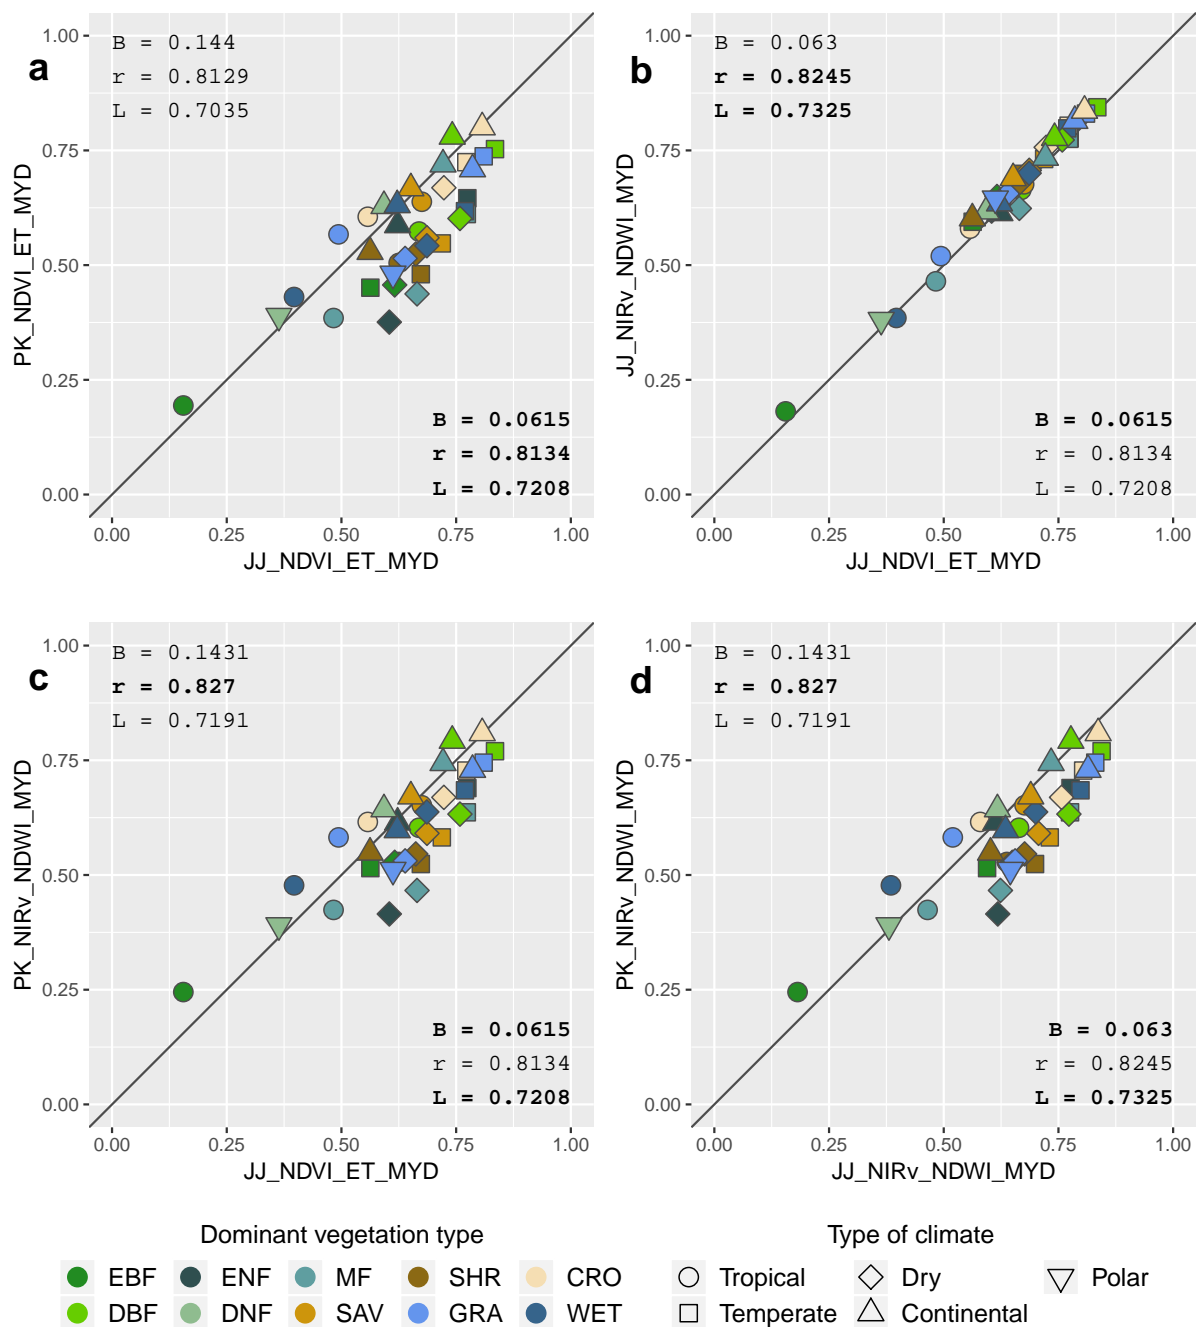 a
B = 0.144
r = 0.8129
L = 0.7035
B = 0.0615
r = 0.8134
L = 0.7208
1.00
0.75
0.50
0.25
0.00
0.00 0.25 0.50 0.75 1.00
PK_NDVI_ET_MYD
JJ_NDVI_ET_MYD
b
B = 0.063
r = 0.8245
L = 0.7325
B = 0.0615
r = 0.8134
L = 0.7208
1.00
0.75
0.50
0.25
0.00
0.00 0.25 0.50 0.75 1.00
JJ_NIRv_NDWI_MYD
JJ_NDVI_ET_MYD
c
B = 0.1431
r = 0.827
L = 0.7191
B = 0.0615
r = 0.8134
L = 0.7208
1.00
0.75
0.50
0.25
0.00
0.00 0.25 0.50 0.75 1.00
PK_NIRv_NDWI_MYD
JJ_NDVI_ET_MYD
d
B = 0.1431
r = 0.827
L = 0.7191
B = 0.063
r = 0.8245
L = 0.7325
1.00
0.75
0.50
0.25
0.00
0.00 0.25 0.50 0.75 1.00
PK_NIRv_NDWI_MYD
JJ_NIRv_NDWI_MYD
Dominant vegetation type
EBF ENF MF SHR CRO
DBF DNF SAV GRA WET
Type of climate
Tropical Dry Polar
Temperate Continental